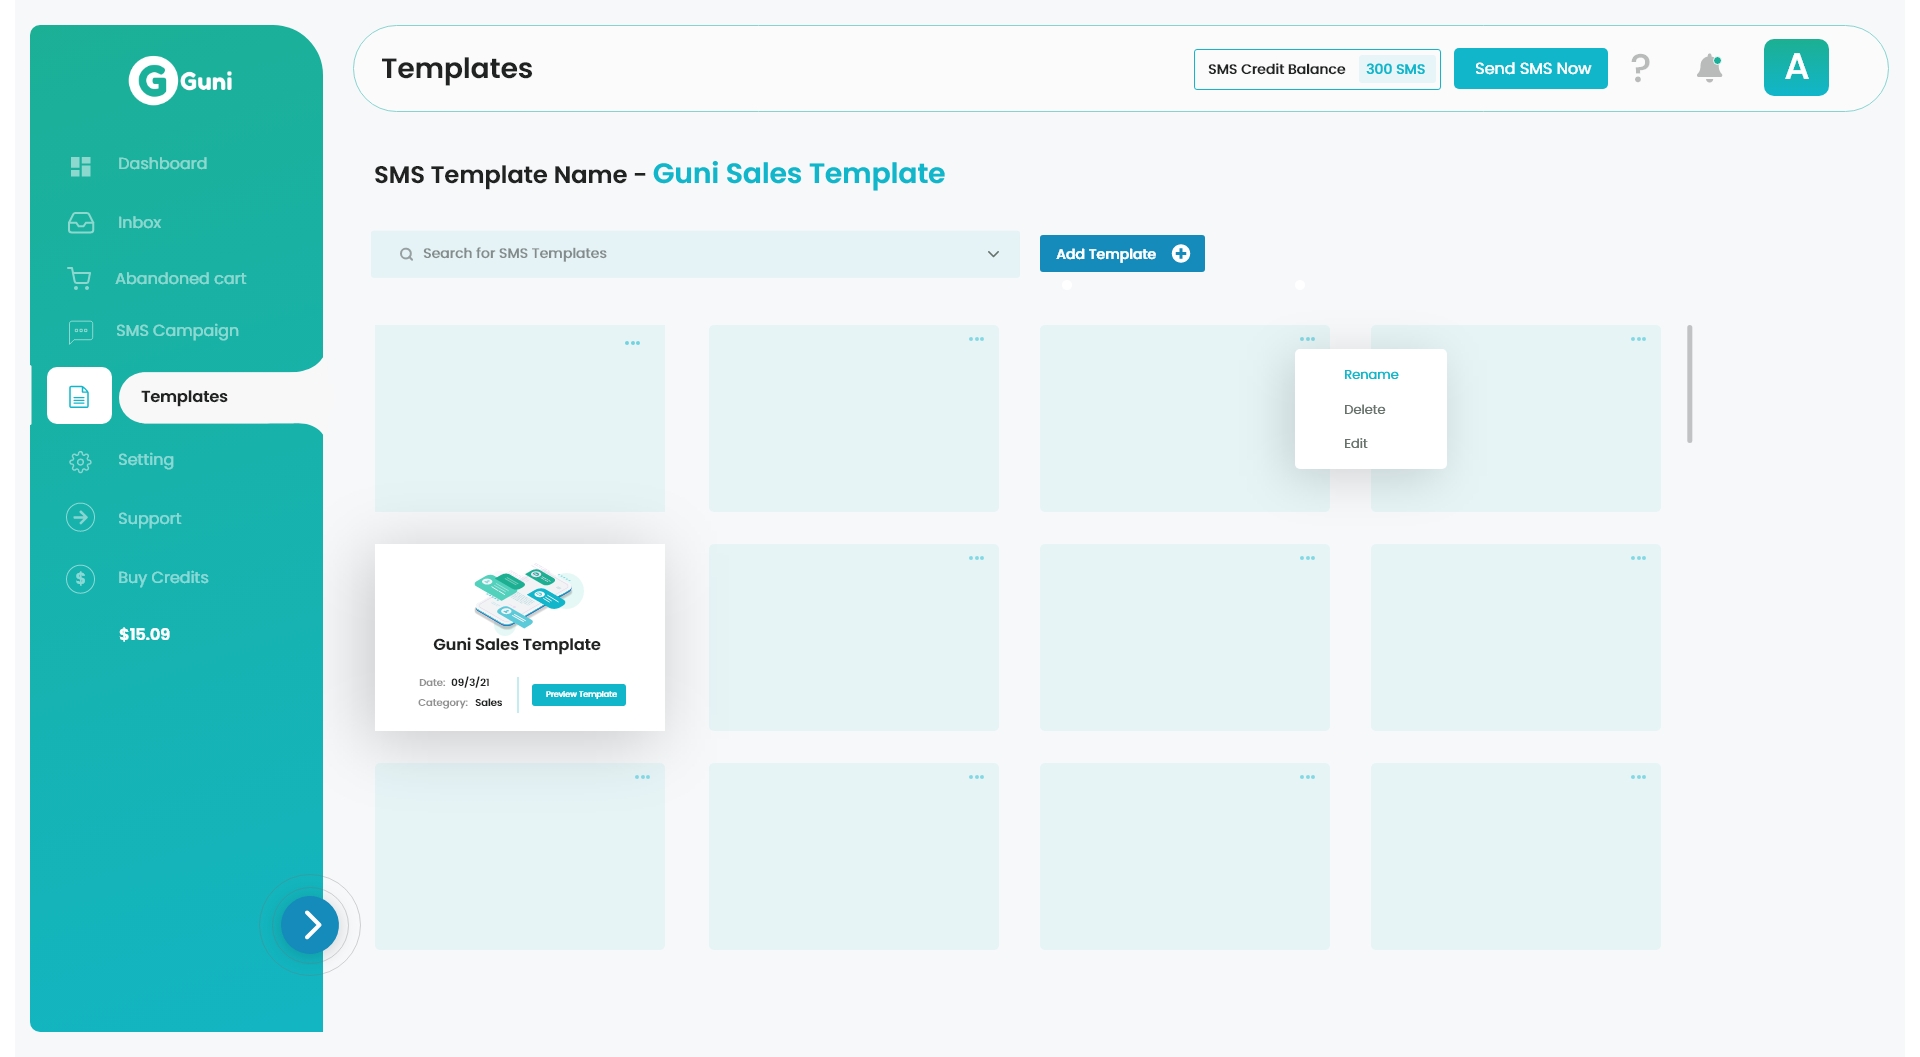 G Guni
Templates
SMS Credit Balance 300 SMS
Send SMS Now
?
A
Dashboard
Inbox
Abandoned cart
SMS Campaign
Templates
Setting
Support
$
Buy Credits
$15.09
SMS Template Name - Guni Sales Template
Search for SMS Templates
Add Template
Rename
Delete
Edit
Guni Sales Template
Date: 09/3/21
Category: Sales
Preview Template